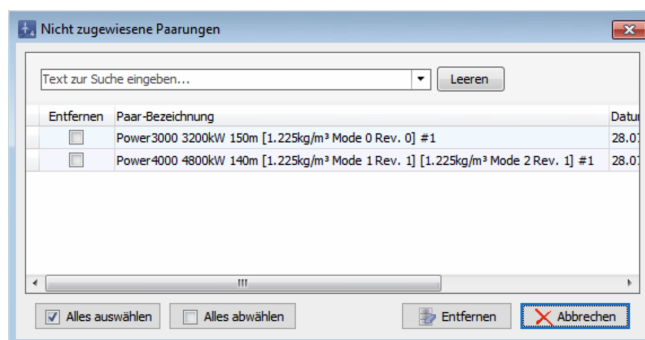 Nicht zugewiesene Paarungen
Text zur Suche eingeben... Leeren
Entfernen Paar-Bezeichnung
Power3000 3200kW 150m [1.225kg/m³ Mode 0 Rev. 0] #1 28.0
Power4000 4800kW 140m [1.225kg/m³ Mode 1 Rev. 1] [1.225kg/m³ Mode 2 Rev. 1] #1 28.0
Alles auswählen Alles abwählen Entfernen Abbrechen